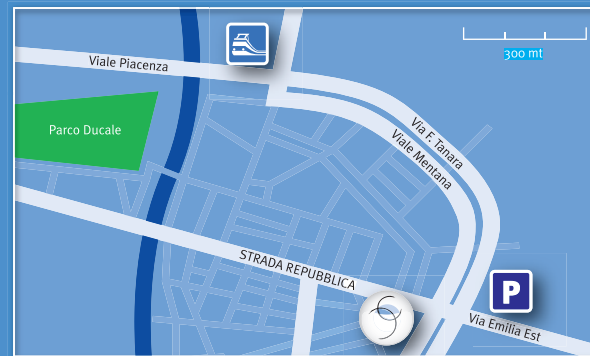 300 mt
Viale Piacenza
Parco Ducale
Via F. Tanara
Viale Mentana
STRADA REPUBBLICA
P
Via Emilia Est